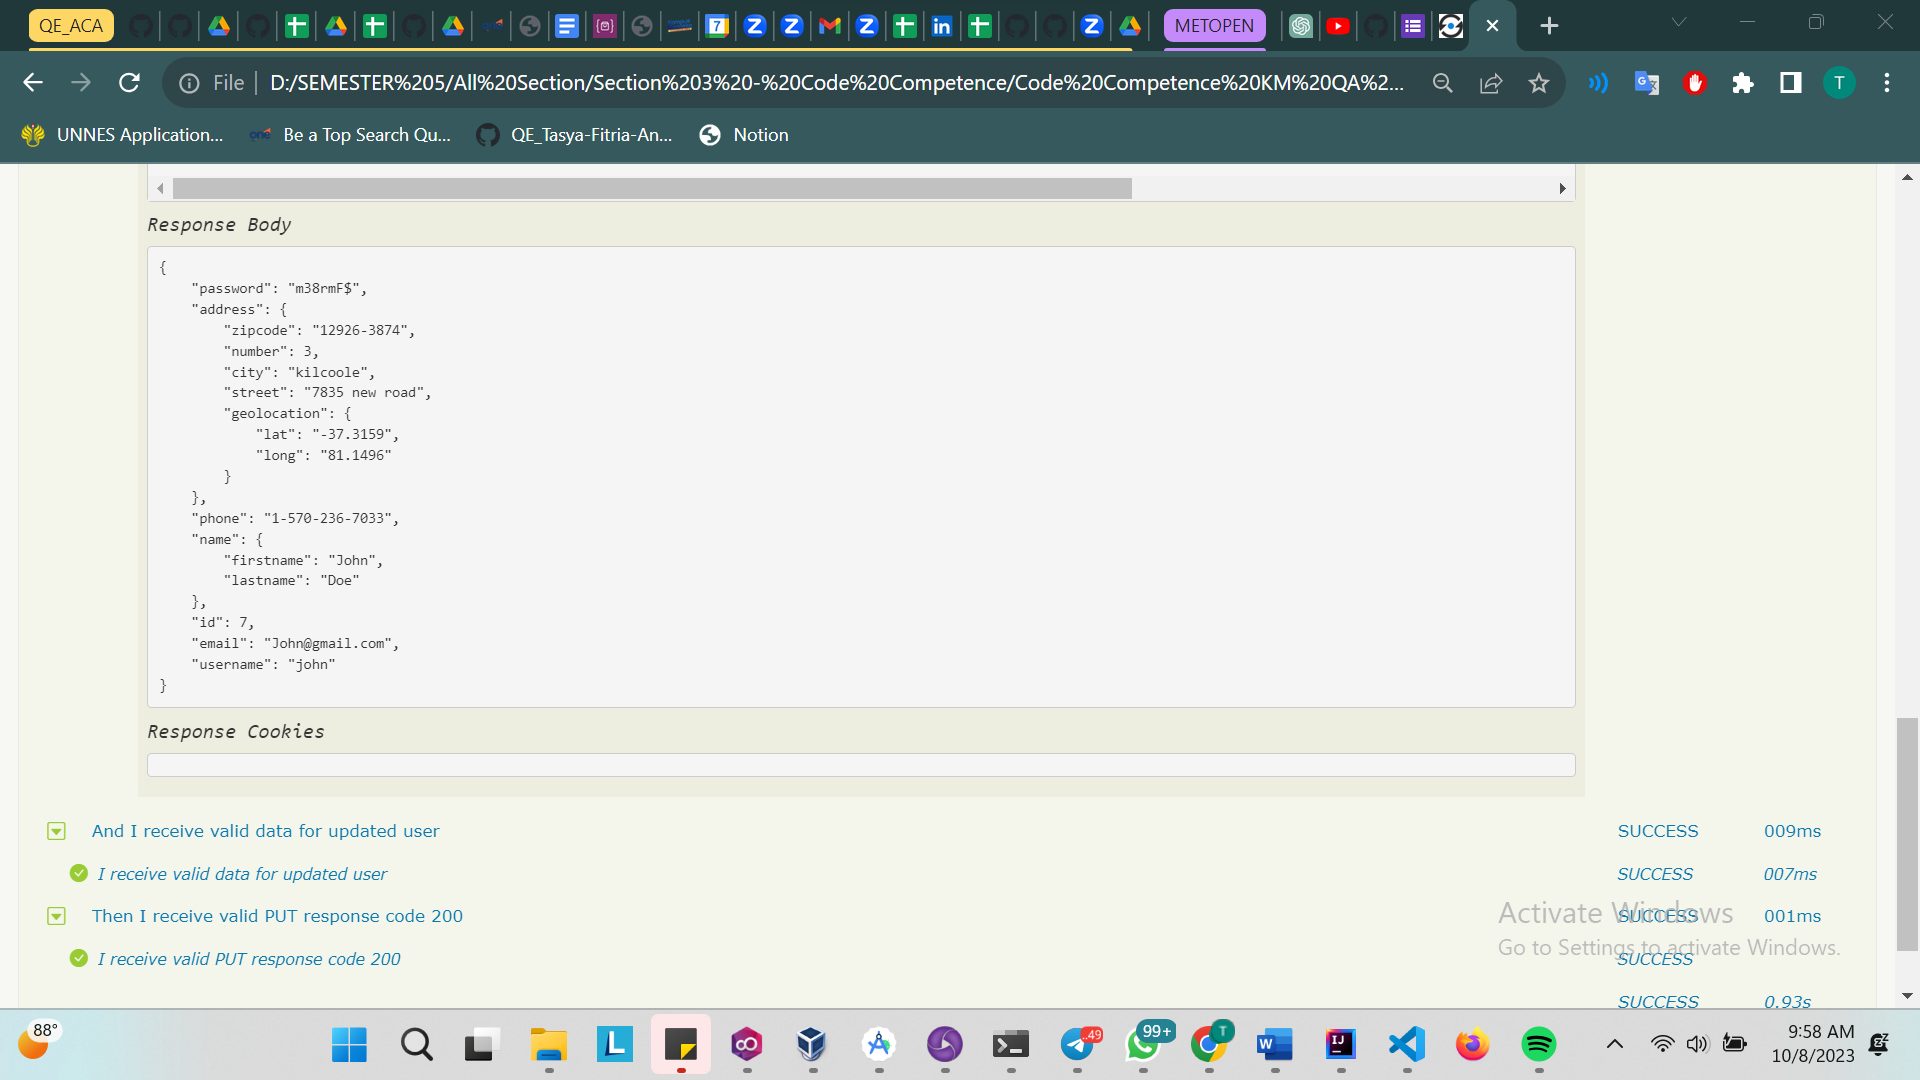 QE_ACA
METOPEN
File
D:/SEMESTER%205/All%20Section/Section%203%20-%20Code%20Competence/Code%20Competence%20KM%20QA%2...
T
UNNES Application...
Be a Top Search Qu...
QE_Tasya-Fitria-An...
Notion
Response Body
{
"password": "m38rmF$",
"address": {
"zipcode": "12926-3874",
"number": 3,
"city": "kilcoole",
"street": "7835 new road",
"geolocation": {
"lat": "-37.3159",
"long": "81.1496"
}
},
"phone": "1-570-236-7033",
"name": {
"firstname": "John",
"lastname": "Doe"
},
"id": 7,
"email": "John@gmail.com",
"username": "john"
}
Response Cookies
And I receive valid data for updated user SUCCESS 009ms
I receive valid data for updated user SUCCESS 007ms
Then I receive valid PUT response code 200 SUCCESS 001ms
I receive valid PUT response code 200 SUCCESS
SUCCESS 0.93s
Activate Windows
Go to Settings to activate Windows.
88°
49
99+
T
9:58 AM
10/8/2023